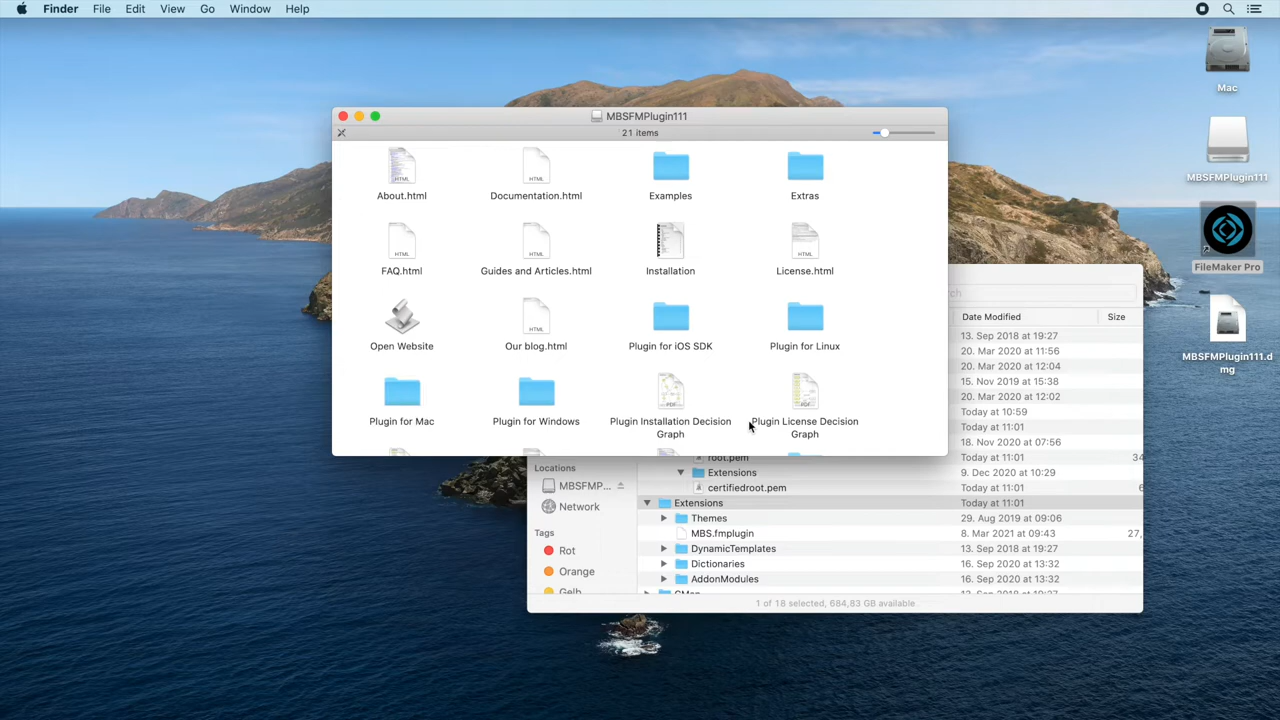 Finder File Edit View Go Window Help
Mac
MBSFMPlugin111
FileMaker Pro
MBSFMPlugin111.d
mg
MBSFMPlugin111
21 items
About.html Documentation.html Examples Extras
FAQ.html Guides and Articles.html Installation License.html
Open Website Our blog.html Plugin for iOS SDK Plugin for Linux
Plugin for Mac Plugin for Windows Plugin Installation Decision Plugin License Decision
Graph Graph
Date Modified Size
13. Sep 2018 at 19:27
20. Mar 2020 at 11:56
20. Mar 2020 at 12:04
15. Nov 2019 at 15:38
20. Mar 2020 at 12:02
Today at 10:59
Today at 11:01
18. Nov 2020 at 07:56
root.pem Today at 11:01 34
Extensions 9. Dec 2020 at 10:29
certifiedroot.pem Today at 11:01
Extensions Today at 11:01
Themes 29. Aug 2019 at 09:06
MBS.fmplugin 8. Mar 2021 at 09:43 27,
DynamicTemplates 13. Sep 2018 at 19:27
Dictionaries 16. Sep 2020 at 13:32
AddonModules 16. Sep 2020 at 13:32
Locations
MBSFMP...
Network
Tags
Rot
Orange
Gelb
1 of 18 selected, 684,83 GB available